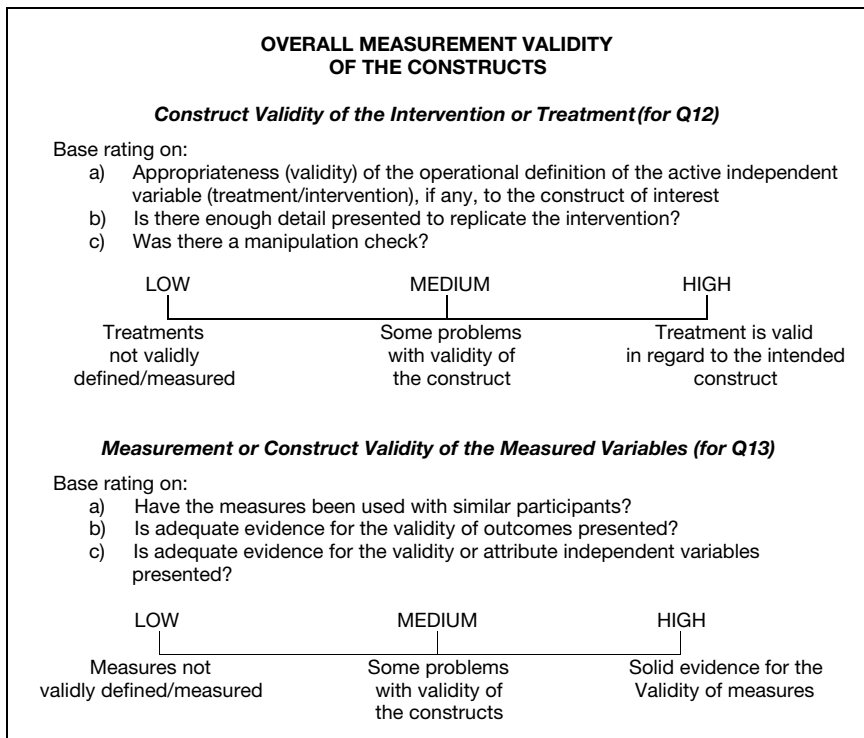 OVERALL MEASUREMENT VALIDITY
OF THE CONSTRUCTS
Construct Validity of the Intervention or Treatment (for Q12)
Base rating on:
a) Appropriateness (validity) of the operational definition of the active independent
variable (treatment/intervention), if any, to the construct of interest
b) Is there enough detail presented to replicate the intervention?
c) Was there a manipulation check?
LOW MEDIUM HIGH
Treatments Some problems Treatment is valid
not validly with validity of in regard to the intended
defined/measured the construct construct
Measurement or Construct Validity of the Measured Variables (for Q13)
Base rating on:
a) Have the measures been used with similar participants?
b) Is adequate evidence for the validity of outcomes presented?
c) Is adequate evidence for the validity or attribute independent variables
presented?
LOW MEDIUM HIGH
Measures not Some problems Solid evidence for the
validly defined/measured with validity of Validity of measures
the constructs